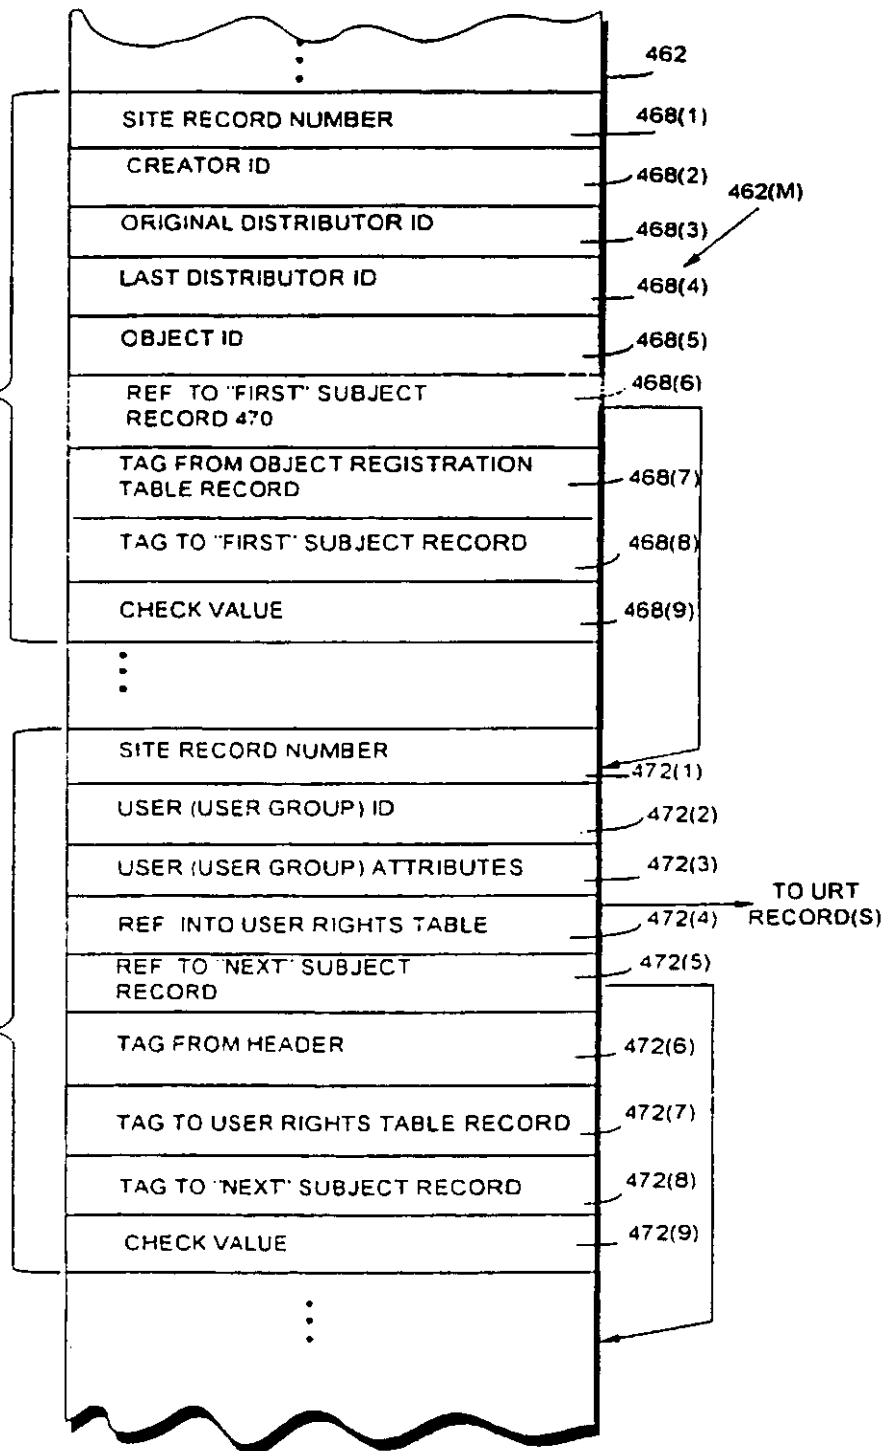 462
SITE RECORD NUMBER 468(1)
CREATOR ID 468(2)
462(M)
ORIGINAL DISTRIBUTOR ID 468(3)
LAST DISTRIBUTOR ID 468(4)
OBJECT ID 468(5)
REF TO "FIRST" SUBJECT 468(6)
RECORD 470
TAG FROM OBJECT REGISTRATION
TABLE RECORD 468(7)
TAG TO "FIRST" SUBJECT RECORD 468(8)
CHECK VALUE 468(9)
SITE RECORD NUMBER 472(1)
USER (USER GROUP) ID 472(2)
USER (USER GROUP) ATTRIBUTES 472(3)
REF INTO USER RIGHTS TABLE 472(4)
TO URT
RECORD(S)
REF TO "NEXT" SUBJECT 472(5)
RECORD
TAG FROM HEADER 472(6)
TAG TO USER RIGHTS TABLE RECORD 472(7)
TAG TO "NEXT" SUBJECT RECORD 472(8)
CHECK VALUE 472(9)